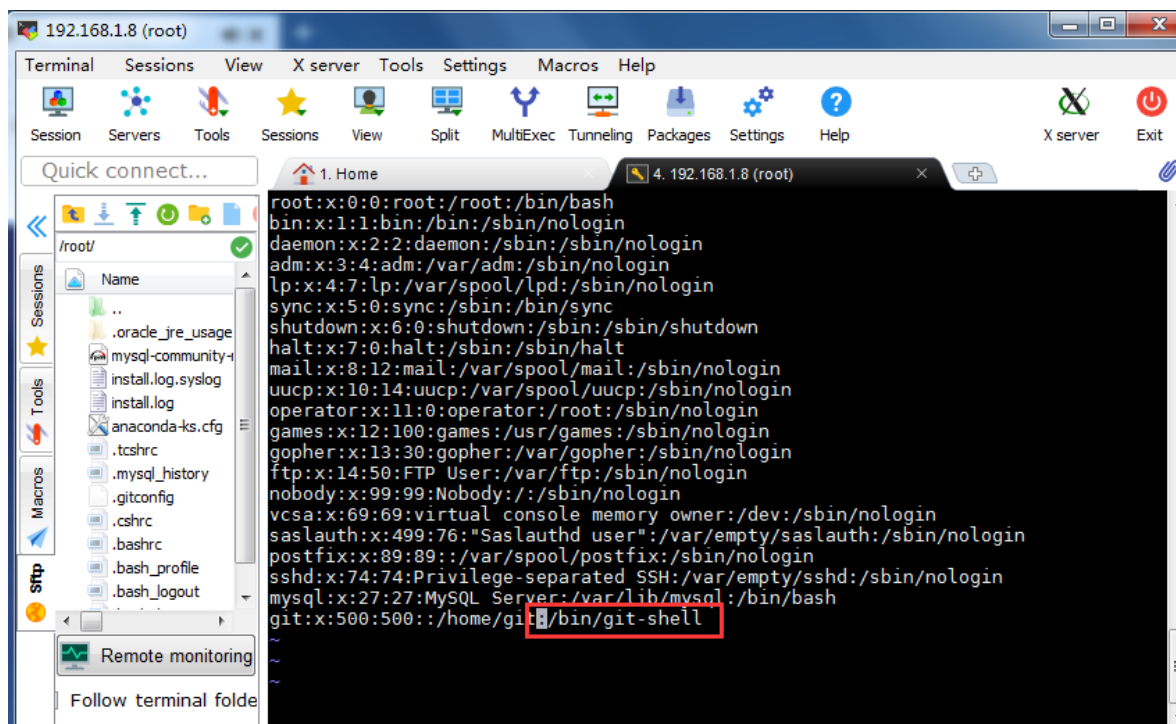 192.168.1.8 (root)
Terminal Sessions View X server Tools Settings Macros Help
Session Servers Tools Sessions View Split MultiExec Tunneling Packages Settings Help X server Exit
Quick connect...
1. Home
4. 192.168.1.8 (root)
/root/
Name
..
.oracle_jre_usage
mysql-community-r
install.log.syslog
install.log
anaconda-ks.cfg
.tcshrc
.mysql_history
.gitconfig
.cshrc
.bashrc
.bash_profile
.bash_logout
Sessions
Tools
Macros
Sftp
Remote monitoring
Follow terminal folde
root:x:0:0:root:/root:/bin/bash
bin:x:1:1:bin:/bin:/sbin/nologin
daemon:x:2:2:daemon:/sbin:/sbin/nologin
adm:x:3:4:adm:/var/adm:/sbin/nologin
lp:x:4:7:lp:/var/spool/lpd:/sbin/nologin
sync:x:5:0:sync:/sbin:/bin/sync
shutdown:x:6:0:shutdown:/sbin:/sbin/shutdown
halt:x:7:0:halt:/sbin:/sbin/halt
mail:x:8:12:mail:/var/spool/mail:/sbin/nologin
uucp:x:10:14:uucp:/var/spool/uucp:/sbin/nologin
operator:x:11:0:operator:/root:/sbin/nologin
games:x:12:100:games:/usr/games:/sbin/nologin
gopher:x:13:30:gopher:/var/gopher:/sbin/nologin
ftp:x:14:50:FTP User:/var/ftp:/sbin/nologin
nobody:x:99:99:Nobody:/:/sbin/nologin
vcsa:x:69:69:virtual console memory owner:/dev:/sbin/nologin
saslauth:x:499:76:"Saslauthd user":/var/empty/saslauth:/sbin/nologin
postfix:x:89:89::/var/spool/postfix:/sbin/nologin
sshd:x:74:74:Privilege-separated SSH:/var/empty/sshd:/sbin/nologin
mysql:x:27:27:MySQL Server:/var/lib/mysql:/bin/bash
git:x:500:500::/home/git:/bin/git-shell
~
~
~